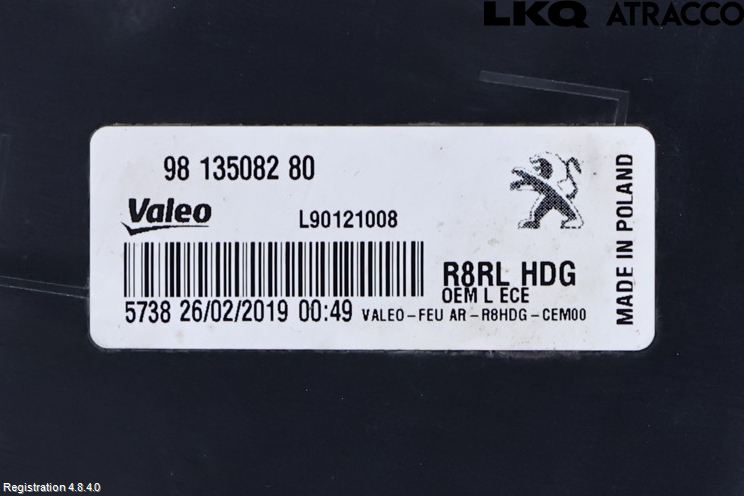 LKQ ATRACCO
98 135082 80
Valeo
L90121008
R8RL HDG
OEM L ECE
5738 26/02/2019 00:49 VALEO-FEU AR-R8HDG-CEM00
MADE IN POLAND
Registration 4.8.4.0